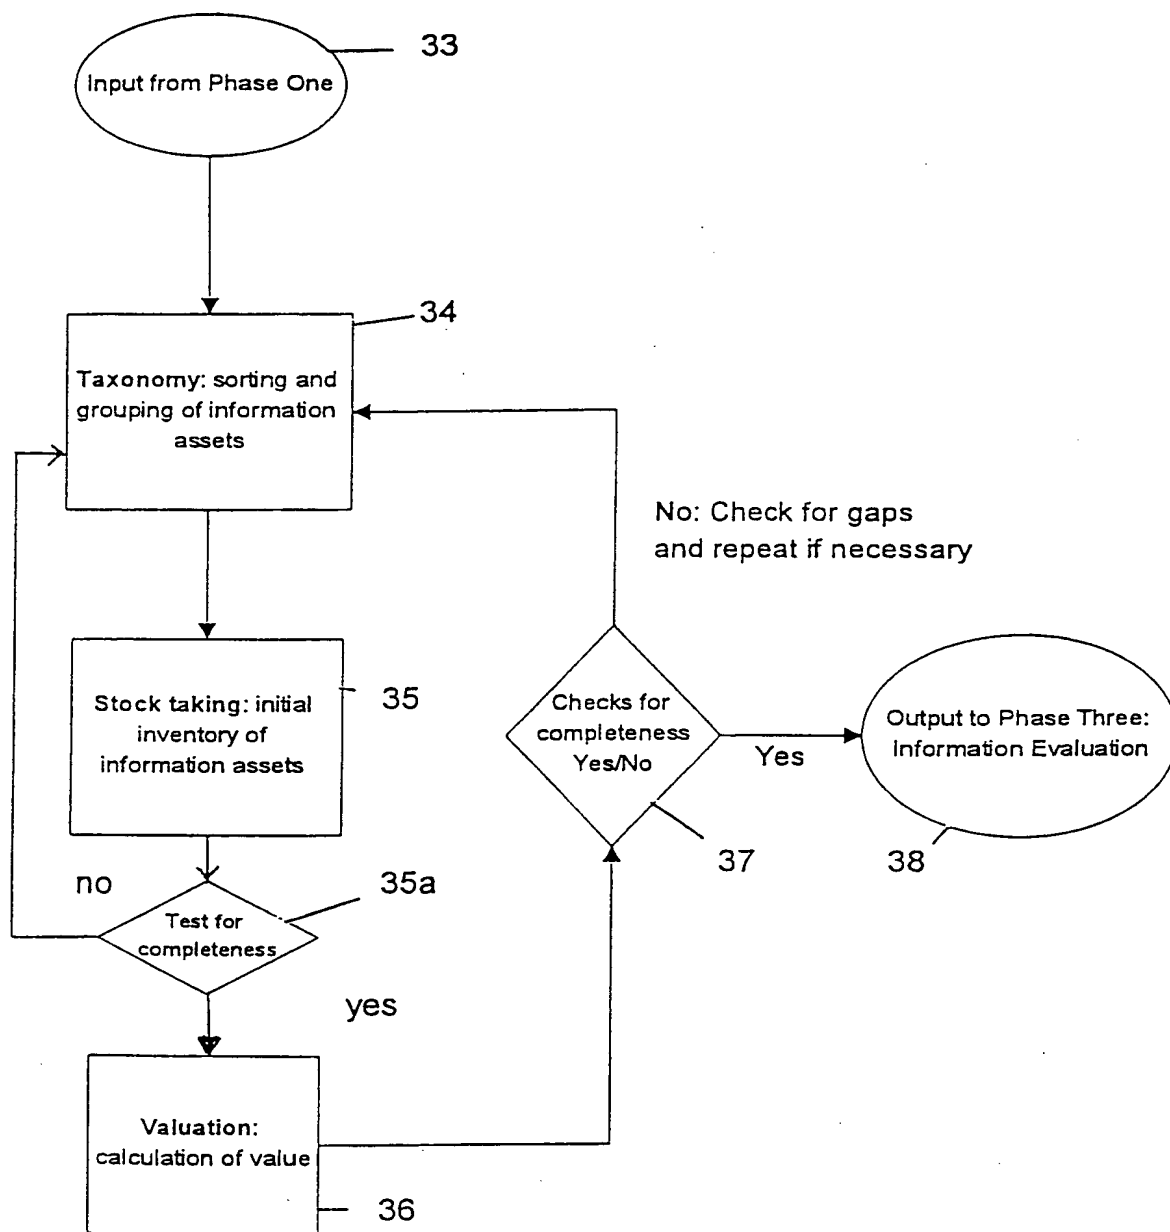 33
Input from Phase One
34
Taxonomy: sorting and
grouping of information
assets
No: Check for gaps
and repeat if necessary
Stock taking: initial
inventory of
information assets
35
Checks for
completeness
Yes/No
Yes
Output to Phase Three:
Information Evaluation
37
38
no
35a
Test for
completeness
yes
Valuation:
calculation of value
36